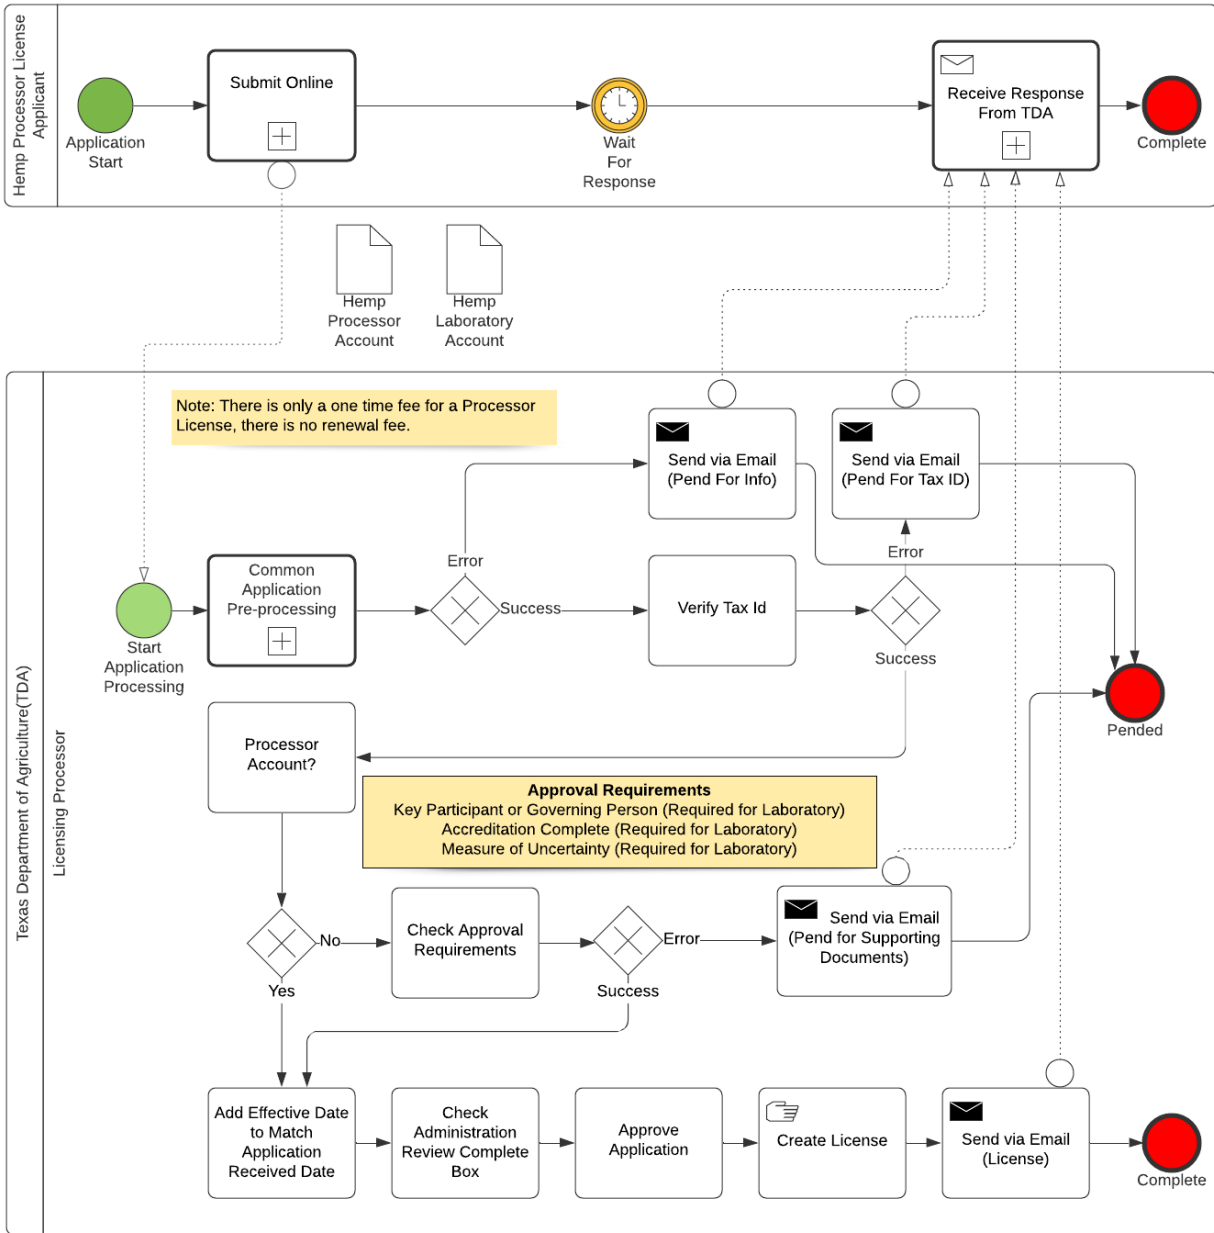 Hemp Processor License
Applicant
Submit Online
Application
Start
Wait
For
Response
Receive Response
From TDA
Complete
Hemp
Processor
Account
Hemp
Laboratory
Account
Texas Department of Agriculture(TDA)
Licensing Processor
Note: There is only a one time fee for a Processor
License, there is no renewal fee.
Send via Email
(Pend For Info)
Send via Email
(Pend For Tax ID)
Error
Error
Start
Application
Processing
Common
Application
Pre-processing
Success
Verify Tax Id
Success
Pended
Processor
Account?
Approval Requirements
Key Participant or Governing Person (Required for Laboratory)
Accreditation Complete (Required for Laboratory)
Measure of Uncertainty (Required for Laboratory)
No
Yes
Check Approval
Requirements
Error
Success
Send via Email
(Pend for Supporting
Documents)
Add Effective Date
to Match
Application
Received Date
Check
Administration
Review Complete
Box
Approve
Application
Create License
Send via Email
(License)
Complete